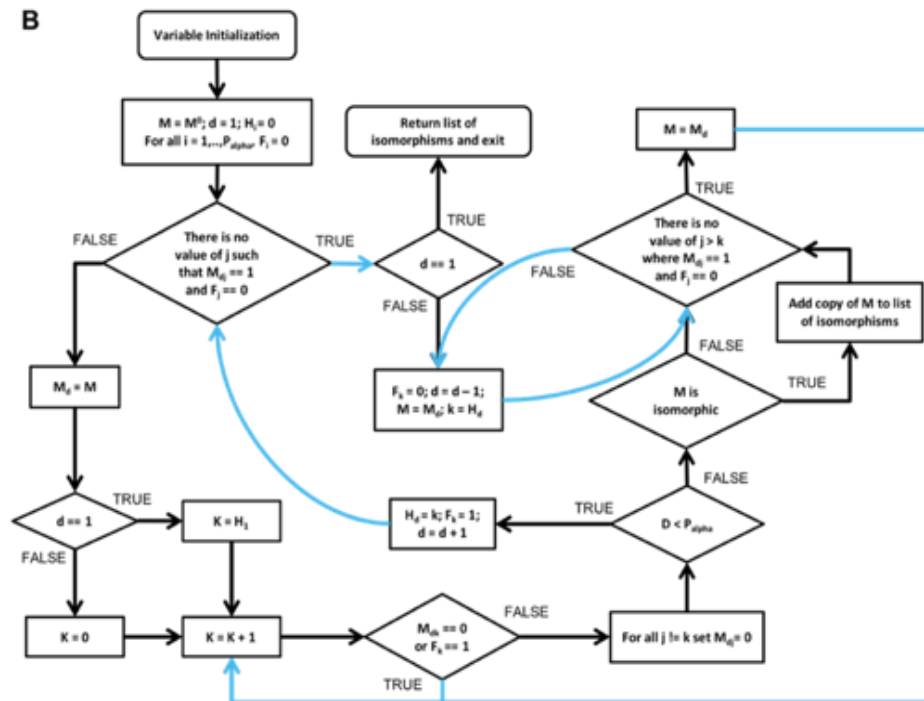 B
Variable Initialization
M = M⁰; d = 1; H₁ = 0
For all i = 1,..,Pₐₗₚₕₐ, Fᵢ = 0
Return list of
isomorphisms and exit
M = M_d
TRUE
TRUE
There is no
value of j such
that M_dj == 1
and F_j == 0
FALSE
TRUE
d == 1
FALSE
There is no
value of j > k
where M_dj == 1
and F_j == 0
FALSE
Add copy of M to list
of isomorphisms
M_d = M
F_k = 0; d = d – 1;
M = M_d; k = H_d
FALSE
M is
isomorphic
TRUE
FALSE
d == 1
TRUE
FALSE
K = H₁
H_d = k; F_k = 1;
d = d + 1
TRUE
D < Pₐₗₚₕₐ
K = 0
K = K + 1
M_dk == 0
or F_k == 1
FALSE
TRUE
For all j != k set M_dj = 0